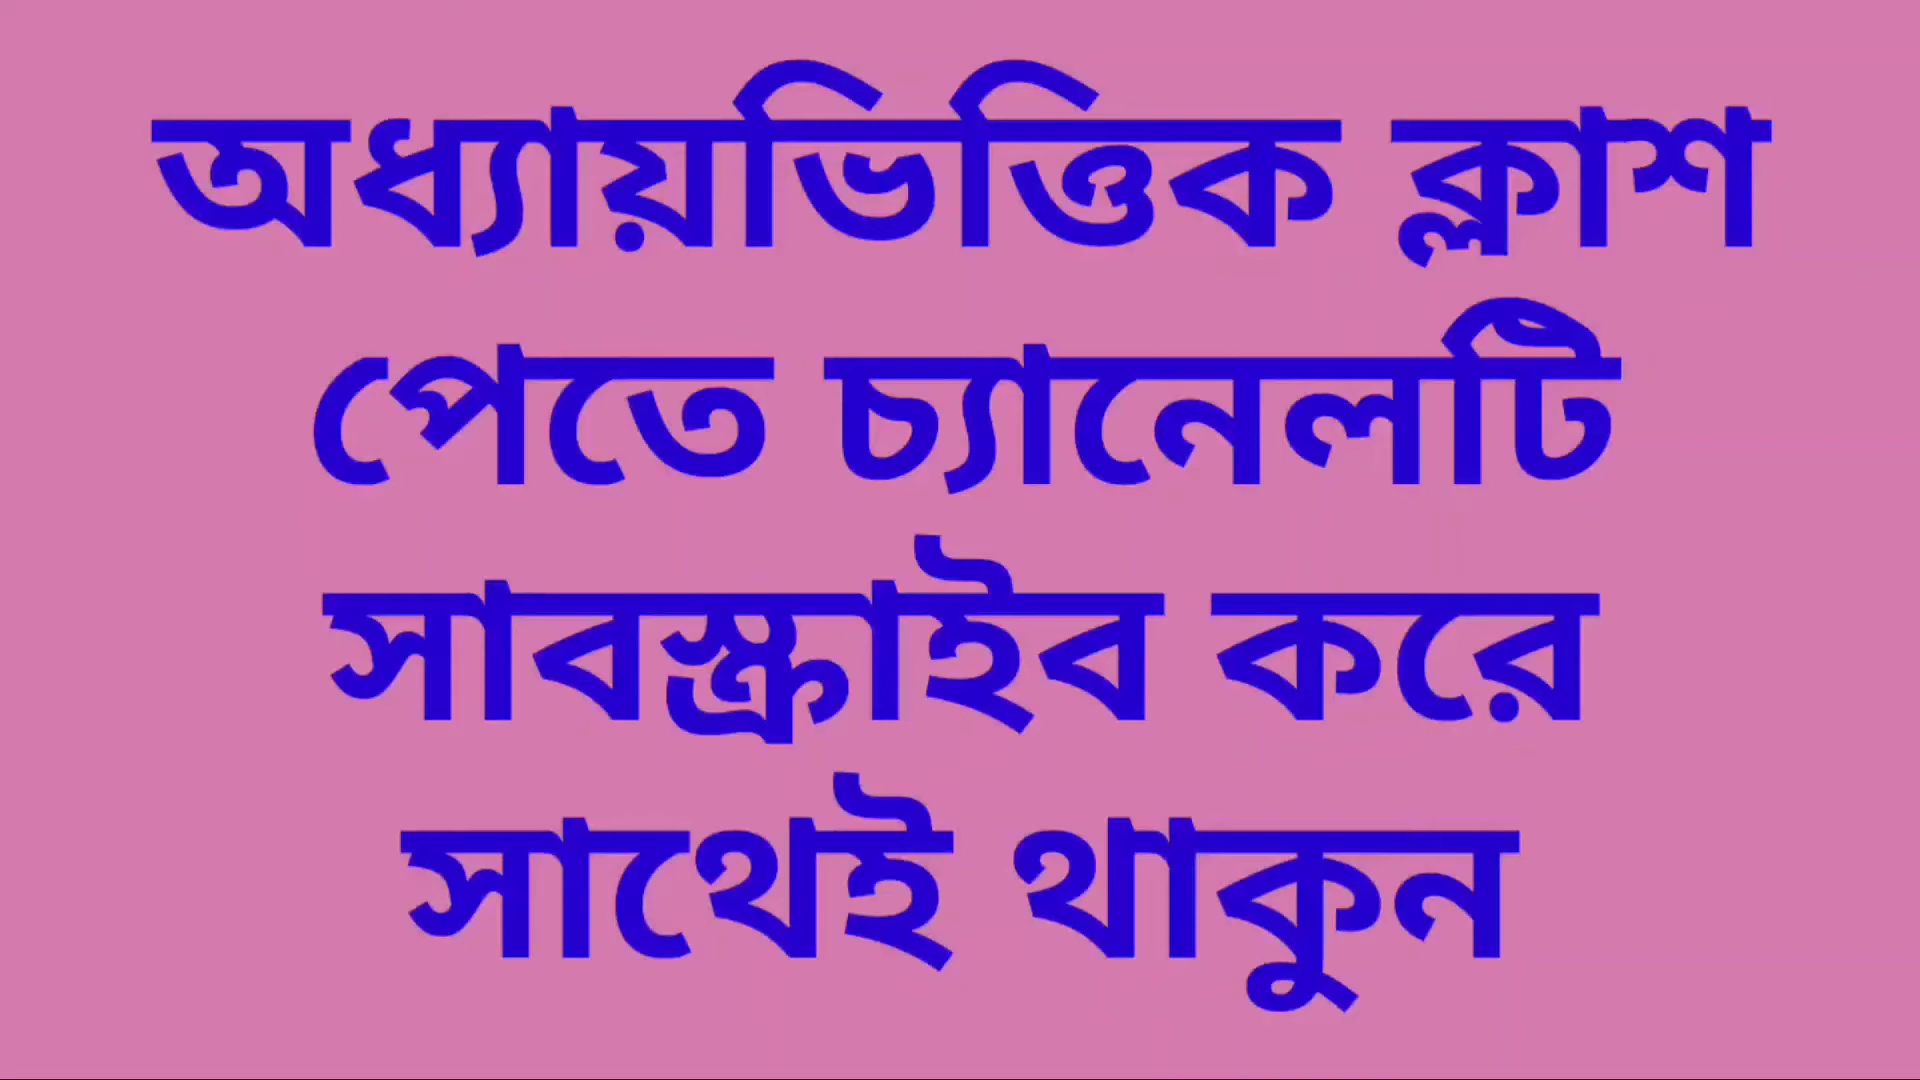 অধ্যায়ভিত্তিক ক্লাশ
পেতে চ্যানেলটি
সাবস্ক্রাইব করে
সাথেই থাকুন